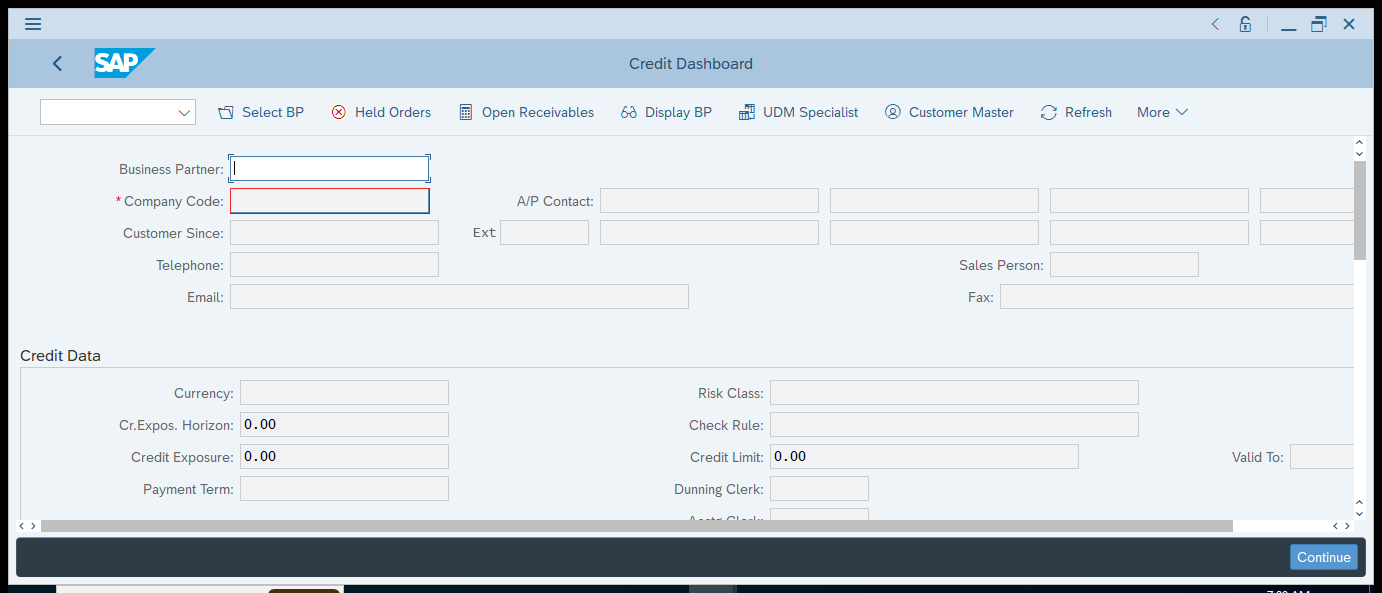 SAP
Credit Dashboard
Select BP Held Orders Open Receivables Display BP UDM Specialist Customer Master Refresh More
Business Partner:
* Company Code: A/P Contact:
Customer Since: Ext
Telephone: Sales Person:
Email: Fax:
Credit Data
Currency: Risk Class:
Cr.Expos. Horizon: 0.00 Check Rule:
Credit Exposure: 0.00 Credit Limit: 0.00 Valid To:
Payment Term: Dunning Clerk:
Acctg Clerk:
Continue